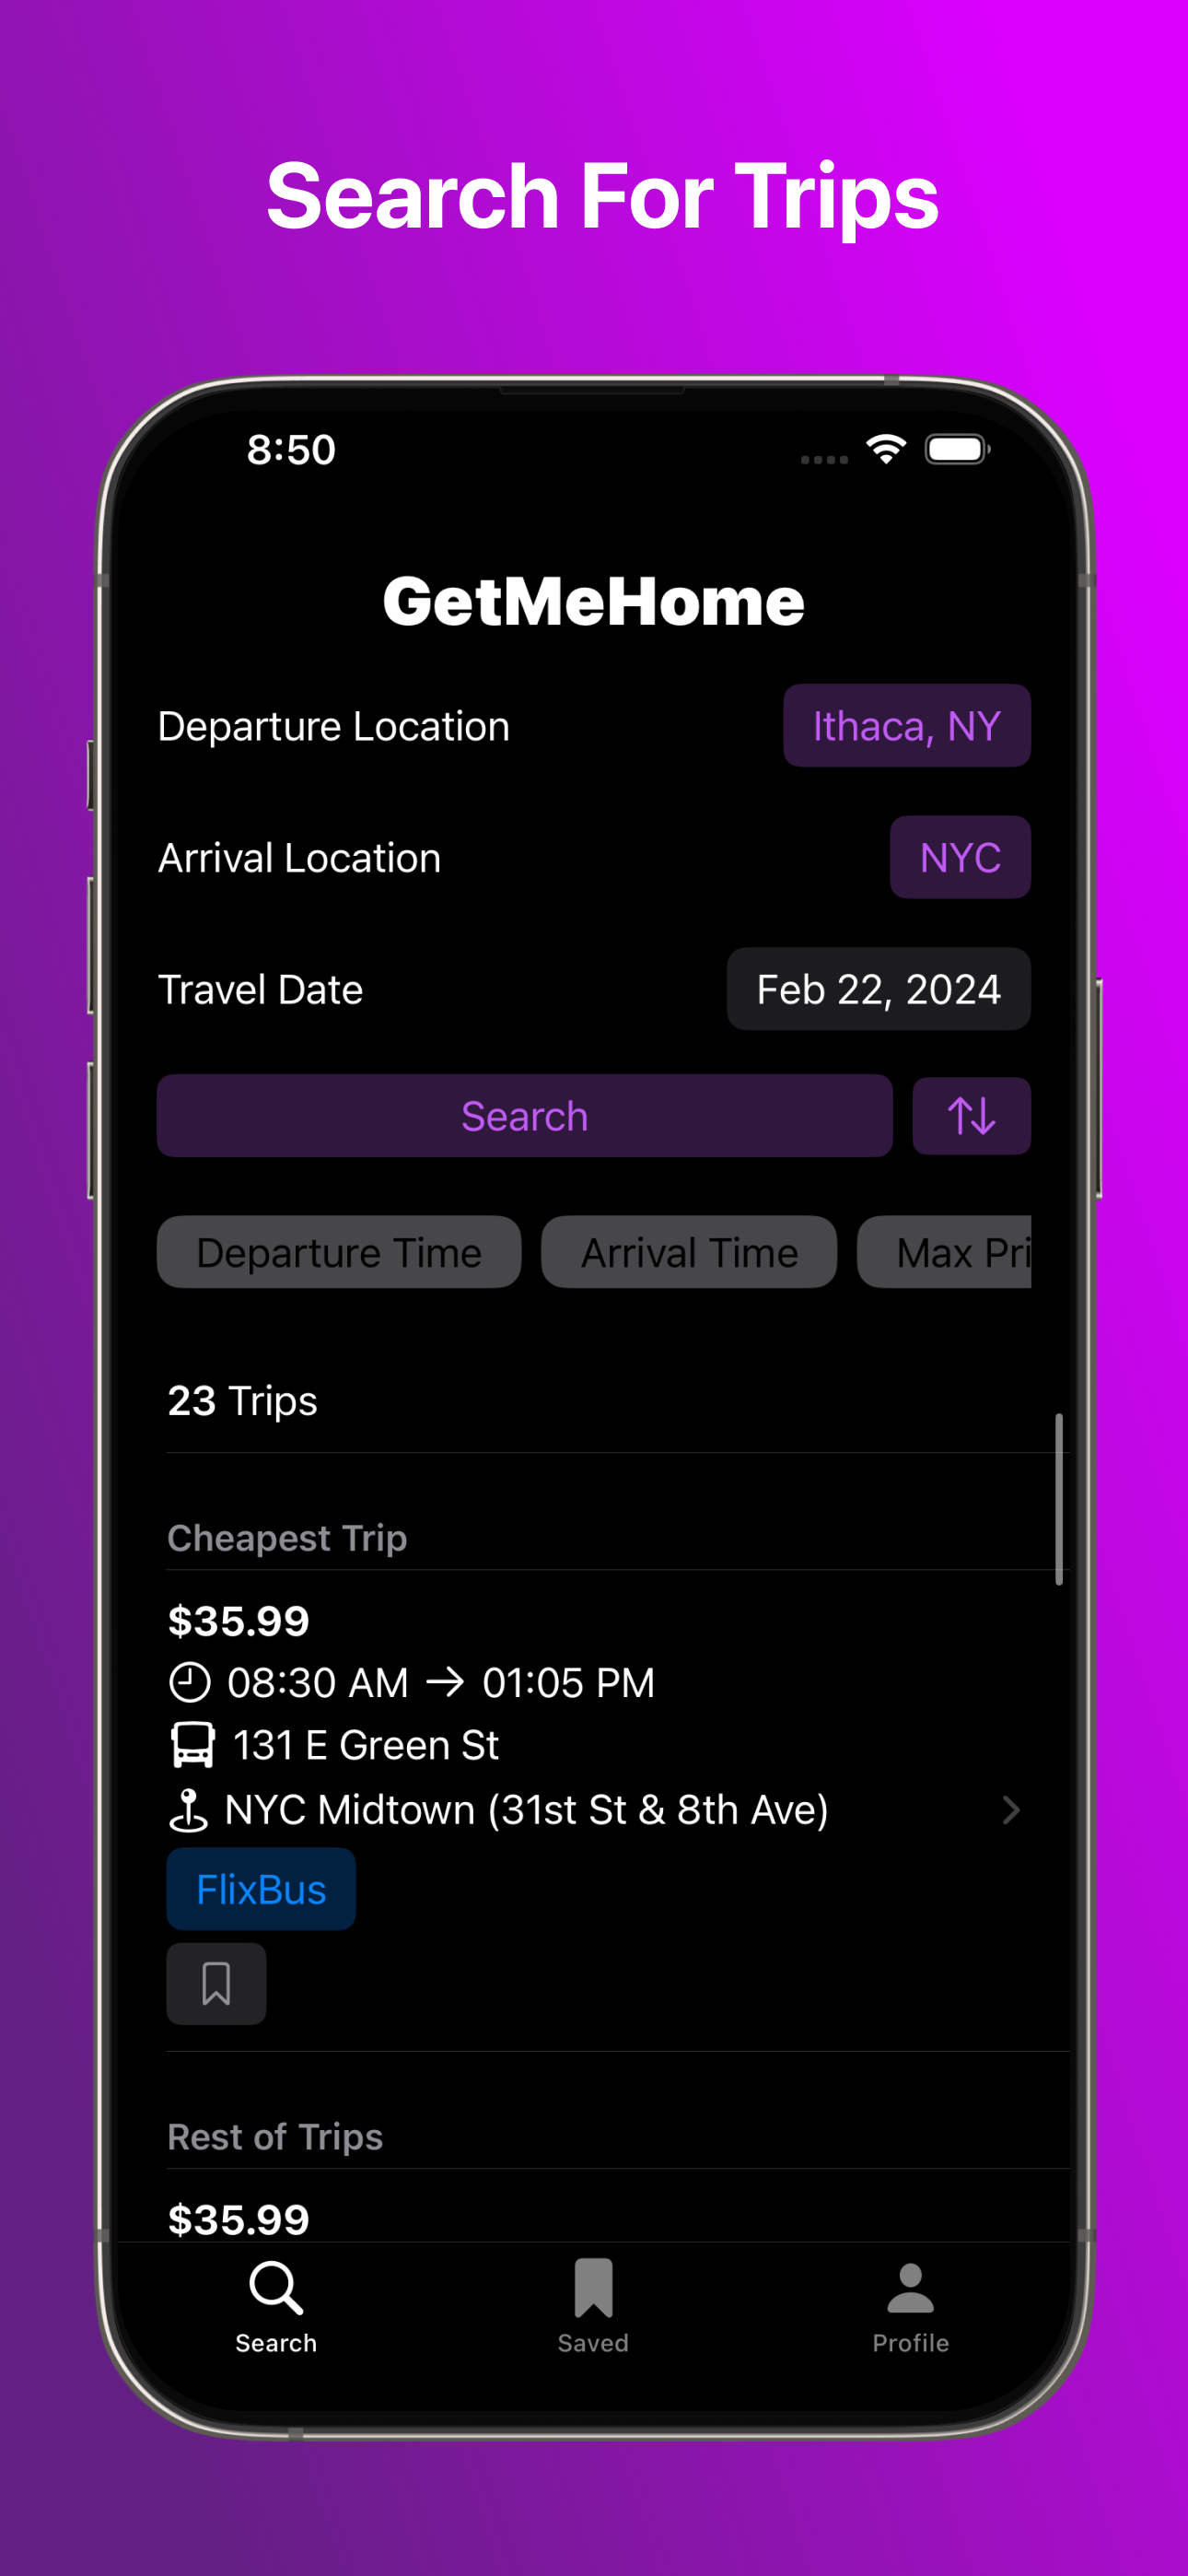 Search For Trips
8:50
GetMeHome
Departure Location Ithaca, NY
Arrival Location NYC
Travel Date Feb 22, 2024
Search
Departure Time Arrival Time Max Pri
23 Trips
Cheapest Trip
$35.99
08:30 AM → 01:05 PM
131 E Green St
NYC Midtown (31st St & 8th Ave)
FlixBus
Rest of Trips
$35.99
Search Saved Profile